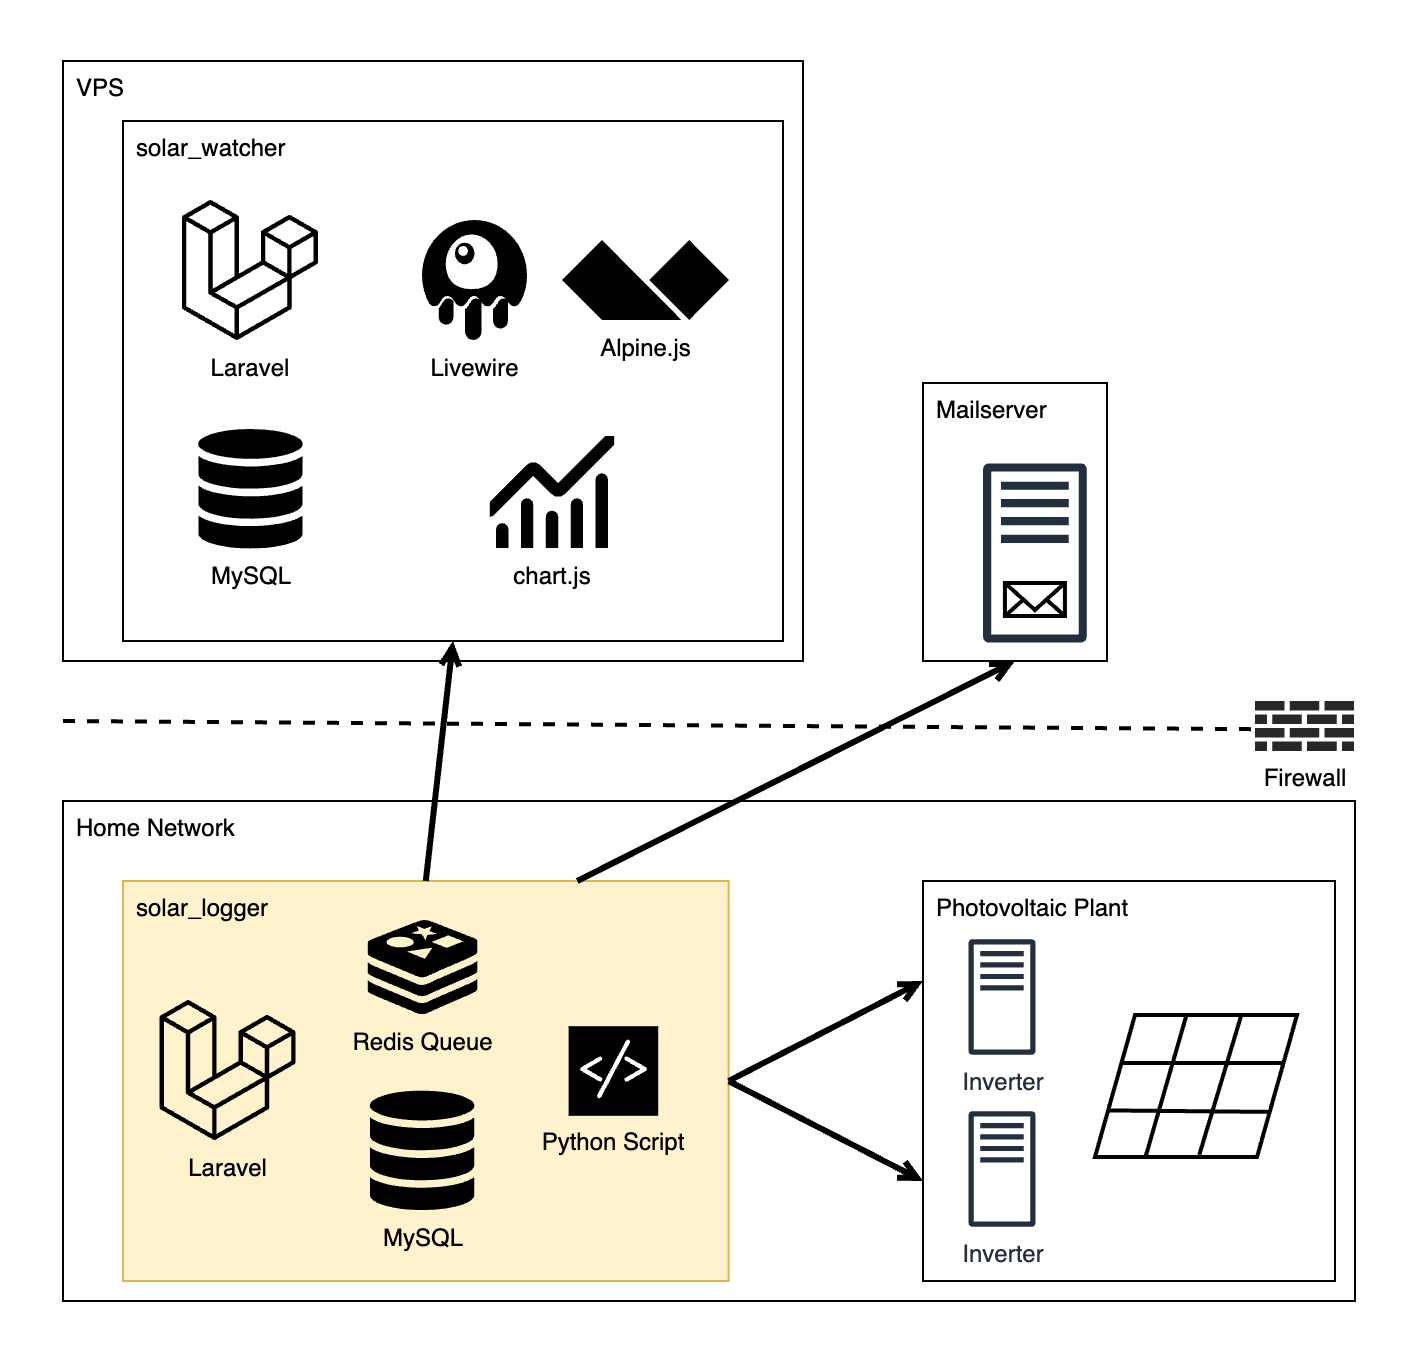 VPS
solar_watcher
Laravel
Livewire
Alpine.js
MySQL
chart.js
Mailserver
Firewall
Home Network
solar_logger
Redis Queue
Laravel
MySQL
Python Script
Photovoltaic Plant
Inverter
Inverter